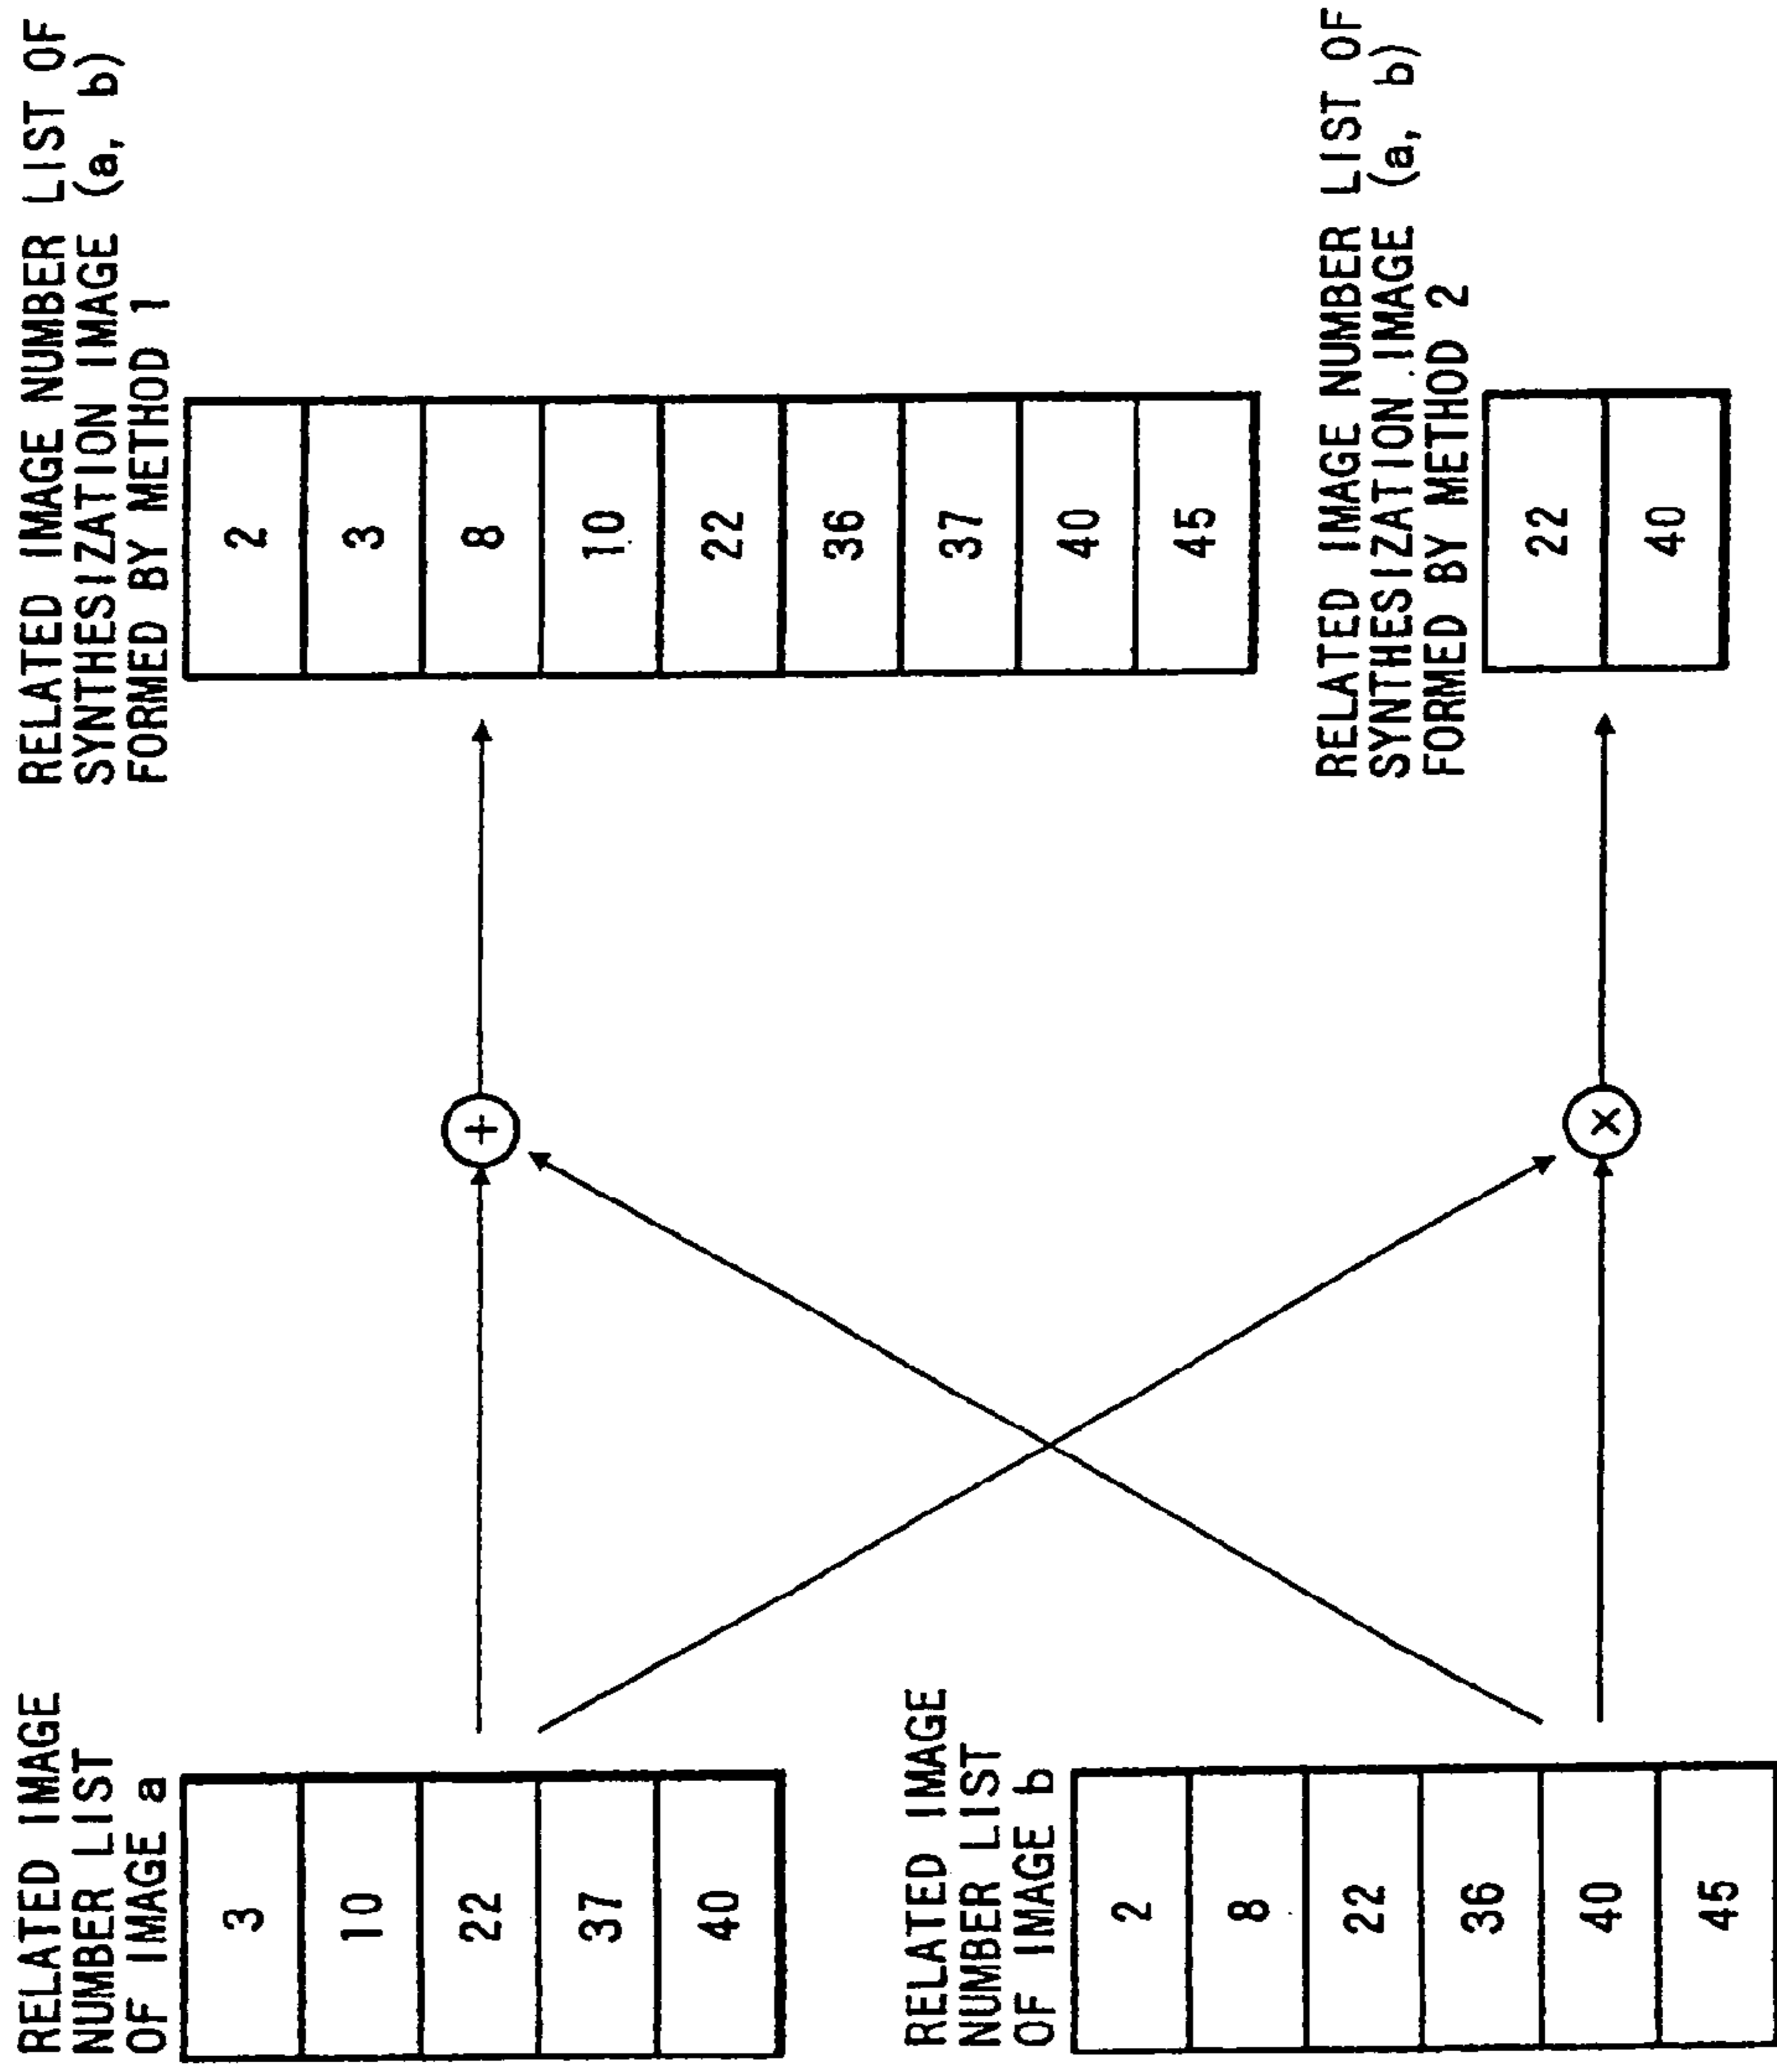 RELATED IMAGE
NUMBER LIST
OF IMAGE a
3
10
22
37
40
RELATED IMAGE
NUMBER LIST
OF IMAGE b
2
8
22
36
40
45
+
×
RELATED IMAGE NUMBER LIST OF
SYNTHESIZATION IMAGE (a, b)
FORMED BY METHOD 1
2
3
8
10
22
36
37
40
45
RELATED IMAGE NUMBER LIST OF
SYNTHESIZATION IMAGE (a, b)
FORMED BY METHOD 2
22
40